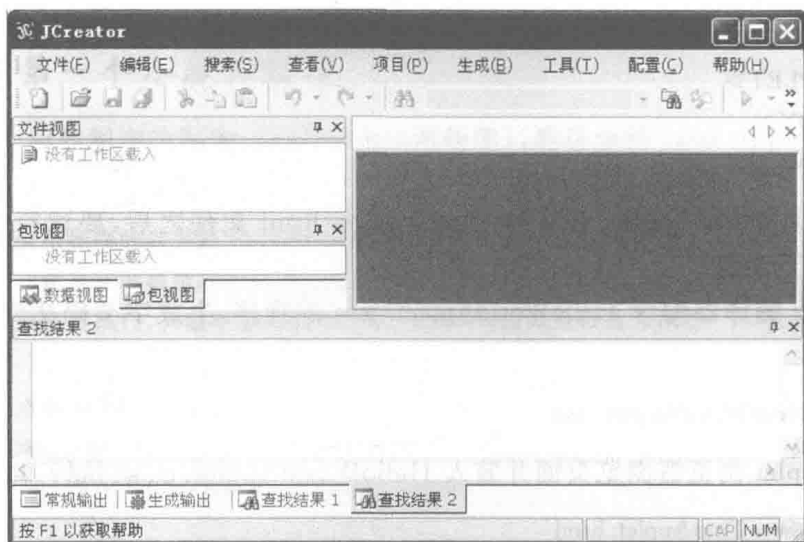 JCreator
文件(F) 编辑(E) 搜索(S) 查看(V) 项目(P) 生成(B) 工具(T) 配置(C) 帮助(H)
文件视图
没有工作区载入
包视图
没有工作区载入
数据视图 包视图
查找结果 2
常规输出 生成输出 查找结果 1 查找结果 2
按 F1 以获取帮助 CAP NUM